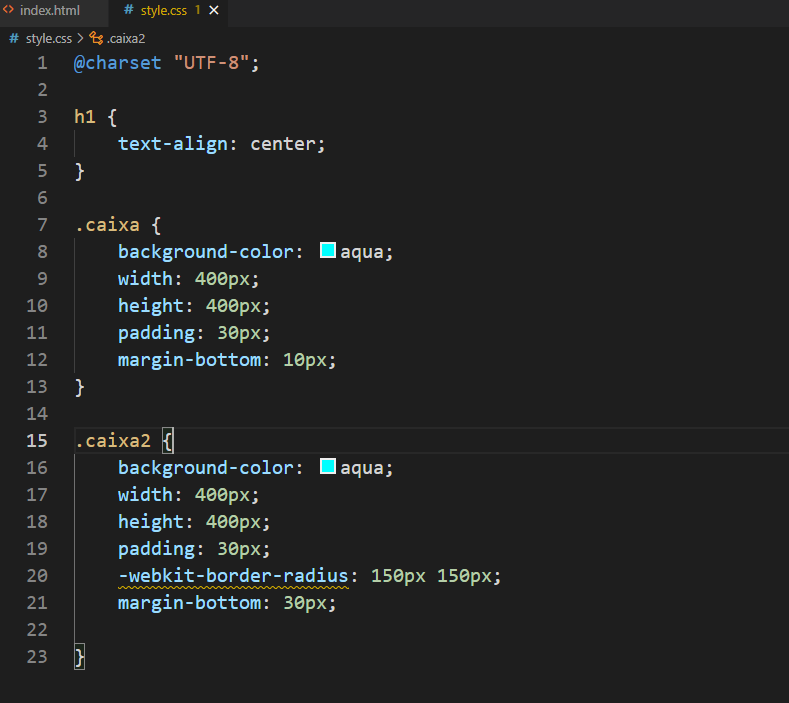 index.html
# style.css 1 ×
# style.css > .caixa2
1 @charset "UTF-8";
2
3 h1 {
4 text-align: center;
5 }
6
7 .caixa {
8 background-color: aqua;
9 width: 400px;
10 height: 400px;
11 padding: 30px;
12 margin-bottom: 10px;
13 }
14
15 .caixa2 {
16 background-color: aqua;
17 width: 400px;
18 height: 400px;
19 padding: 30px;
20 -webkit-border-radius: 150px 150px;
21 margin-bottom: 30px;
22
23 }